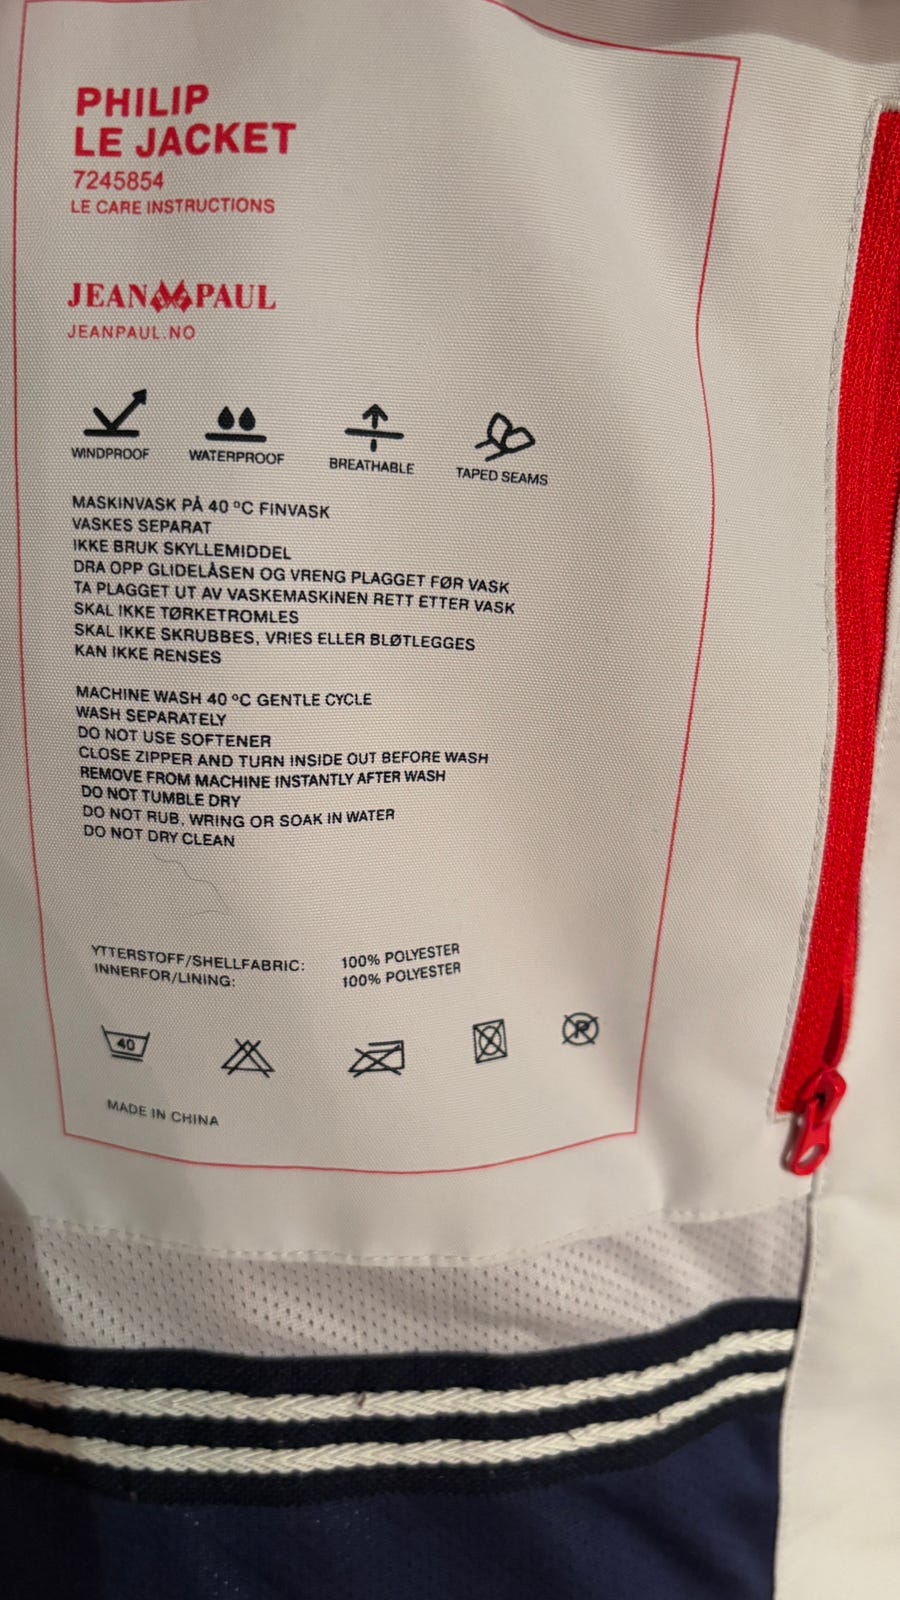 PHILIP
LE JACKET
7245854
LE CARE INSTRUCTIONS
JEAN PAUL
JEANPAUL.NO
WINDPROOF WATERPROOF BREATHABLE TAPED SEAMS
MASKINVASK PÅ 40 ºC FINVASK
VASKES SEPARAT
IKKE BRUK SKYLLEMIDDEL
DRA OPP GLIDELÅSEN OG VRENG PLAGGET FØR VASK
TA PLAGGET UT AV VASKEMASKINEN RETT ETTER VASK
SKAL IKKE TØRKETROMLES
SKAL IKKE SKRUBBES, VRIES ELLER BLØTLEGGES
KAN IKKE RENSES
MACHINE WASH 40 ºC GENTLE CYCLE
WASH SEPARATELY
DO NOT USE SOFTENER
CLOSE ZIPPER AND TURN INSIDE OUT BEFORE WASH
REMOVE FROM MACHINE INSTANTLY AFTER WASH
DO NOT TUMBLE DRY
DO NOT RUB, WRING OR SOAK IN WATER
DO NOT DRY CLEAN
YTTERSTOFF/SHELLFABRIC: 100% POLYESTER
INNERFOR/LINING: 100% POLYESTER
40 P
MADE IN CHINA